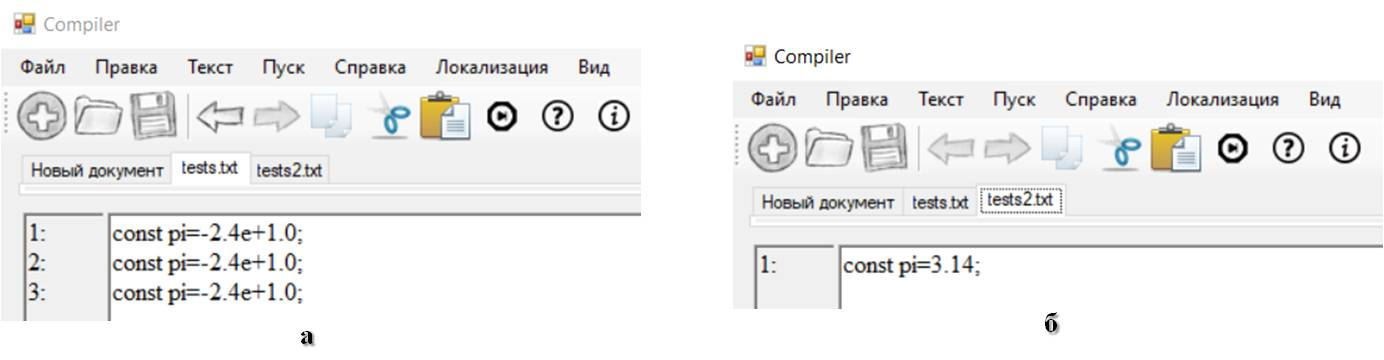 Compiler
Файл Правка Текст Пуск Справка Локализация Вид
Новый документ tests.txt tests2.txt
1: const pi=-2.4e+1.0;
2: const pi=-2.4e+1.0;
3: const pi=-2.4e+1.0;
а
Compiler
Файл Правка Текст Пуск Справка Локализация Вид
Новый документ tests.txt tests2.txt
1: const pi=3.14;
б